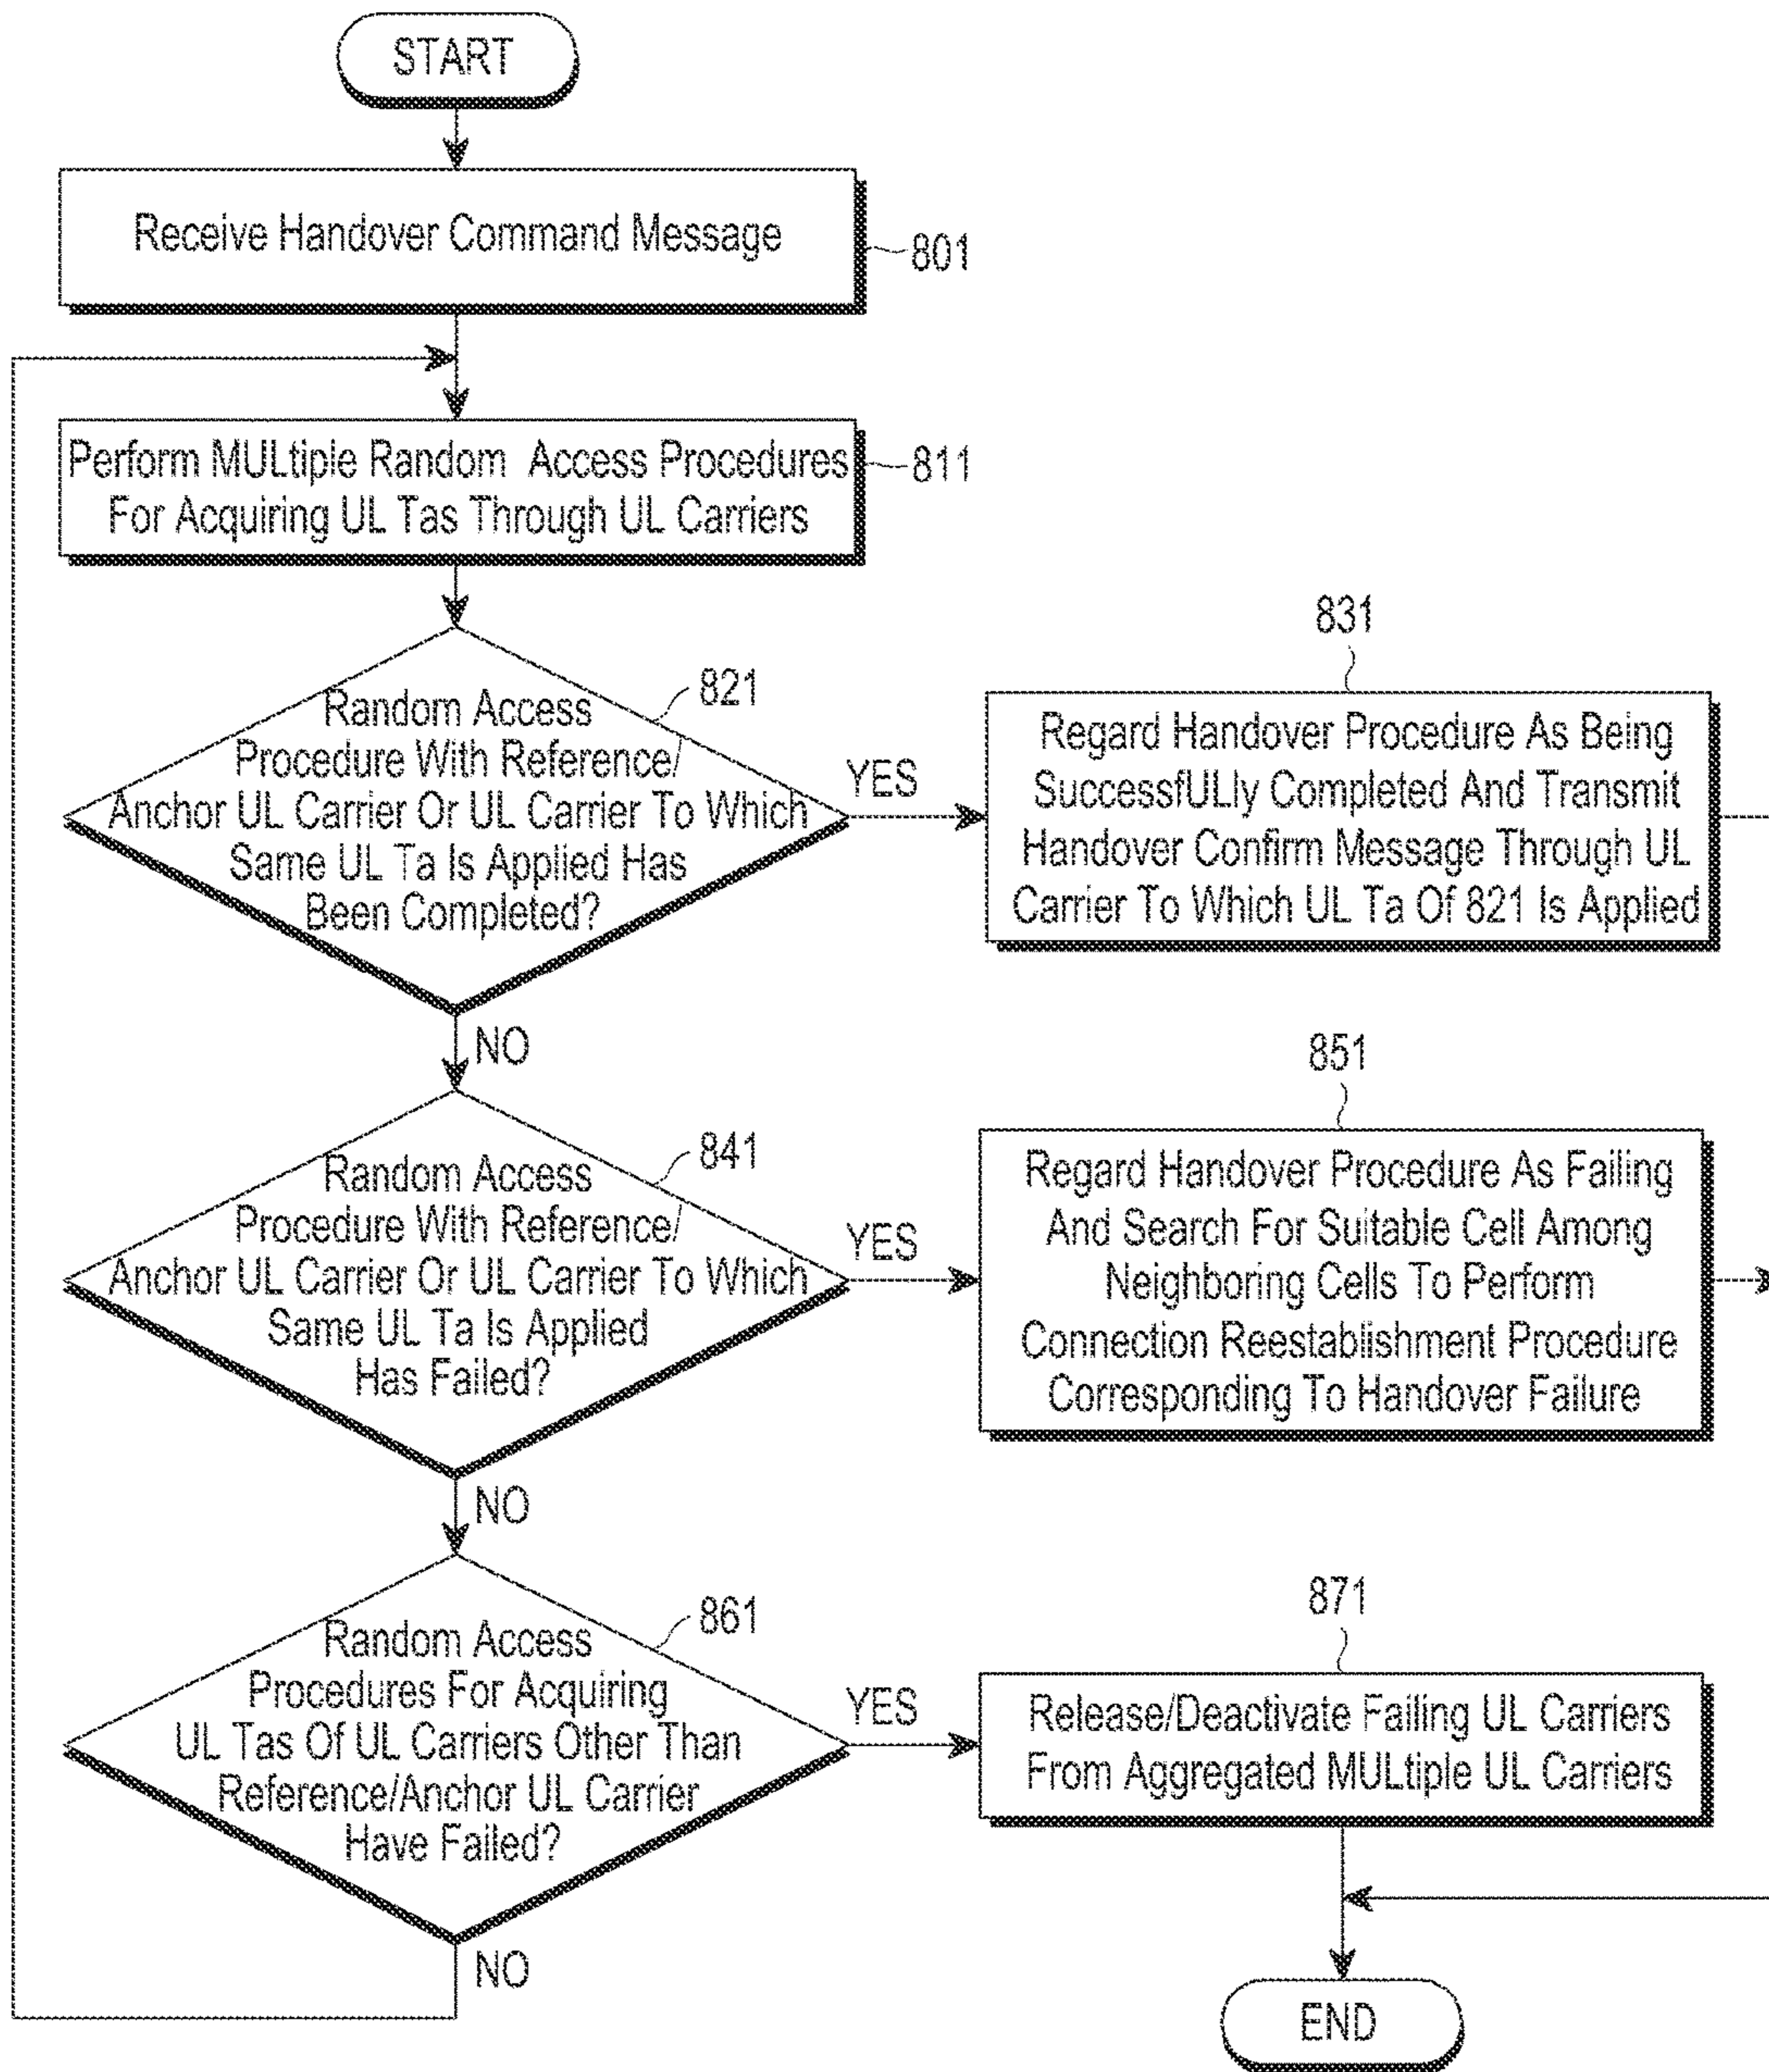 START
Receive Handover Command Message
801
Perform MULtiple Random Access Procedures
For Acquiring UL Tas Through UL Carriers
811
Random Access
Procedure With Reference/
Anchor UL Carrier Or UL Carrier To Which
Same UL Ta Is Applied Has
Been Completed?
821
YES
831
Regard Handover Procedure As Being
SuccessfULly Completed And Transmit
Handover Confirm Message Through UL
Carrier To Which UL Ta Of 821 Is Applied
NO
Random Access
Procedure With Reference/
Anchor UL Carrier Or UL Carrier To Which
Same UL Ta Is Applied
Has Failed?
841
YES
851
Regard Handover Procedure As Failing
And Search For Suitable Cell Among
Neighboring Cells To Perform
Connection Reestablishment Procedure
Corresponding To Handover Failure
NO
Random Access
Procedures For Acquiring
UL Tas Of UL Carriers Other Than
Reference/Anchor UL Carrier
Have Failed?
861
YES
871
Release/Deactivate Failing UL Carriers
From Aggregated MULtiple UL Carriers
NO
END